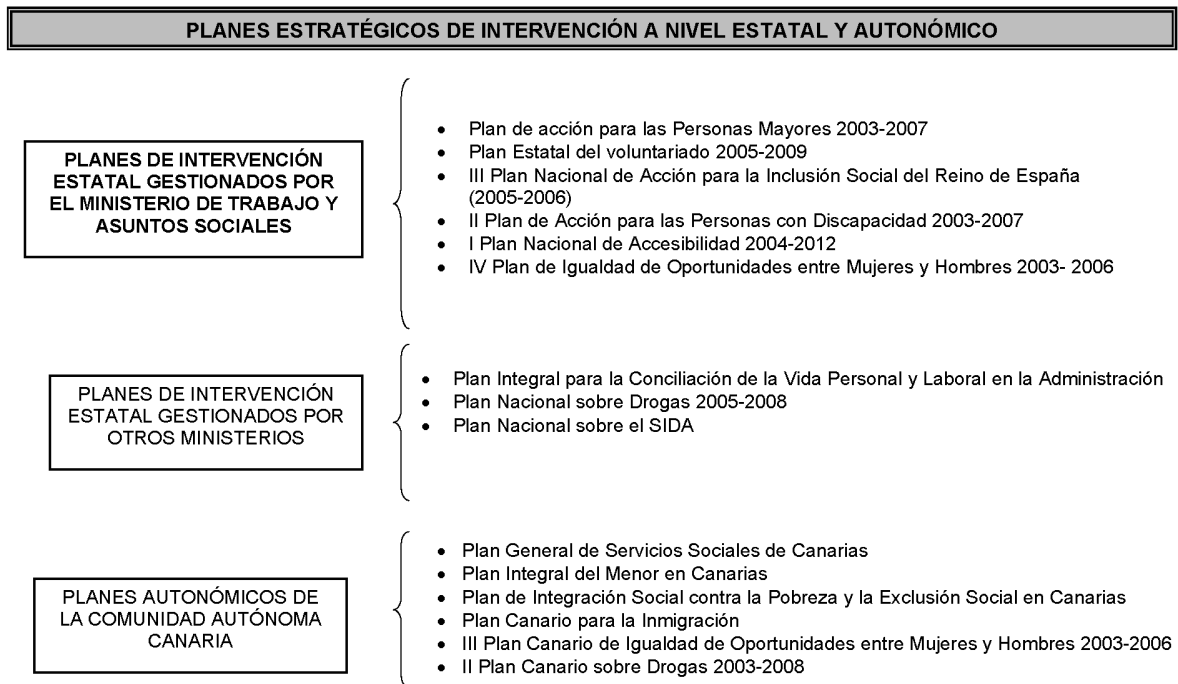 PLANES ESTRATÉGICOS DE INTERVENCIÓN A NIVEL ESTATAL Y AUTONÓMICO
PLANES DE INTERVENCIÓN
ESTATAL GESTIONADOS POR
EL MINISTERIO DE TRABAJO Y
ASUNTOS SOCIALES
• Plan de acción para las Personas Mayores 2003-2007
• Plan Estatal del voluntariado 2005-2009
• III Plan Nacional de Acción para la Inclusión Social del Reino de España
(2005-2006)
• II Plan de Acción para las Personas con Discapacidad 2003-2007
• I Plan Nacional de Accesibilidad 2004-2012
• IV Plan de Igualdad de Oportunidades entre Mujeres y Hombres 2003- 2006
PLANES DE INTERVENCIÓN
ESTATAL GESTIONADOS POR
OTROS MINISTERIOS
• Plan Integral para la Conciliación de la Vida Personal y Laboral en la Administración
• Plan Nacional sobre Drogas 2005-2008
• Plan Nacional sobre el SIDA
PLANES AUTONÓMICOS DE
LA COMUNIDAD AUTÓNOMA
CANARIA
• Plan General de Servicios Sociales de Canarias
• Plan Integral del Menor en Canarias
• Plan de Integración Social contra la Pobreza y la Exclusión Social en Canarias
• Plan Canario para la Inmigración
• III Plan Canario de Igualdad de Oportunidades entre Mujeres y Hombres 2003-2006
• II Plan Canario sobre Drogas 2003-2008